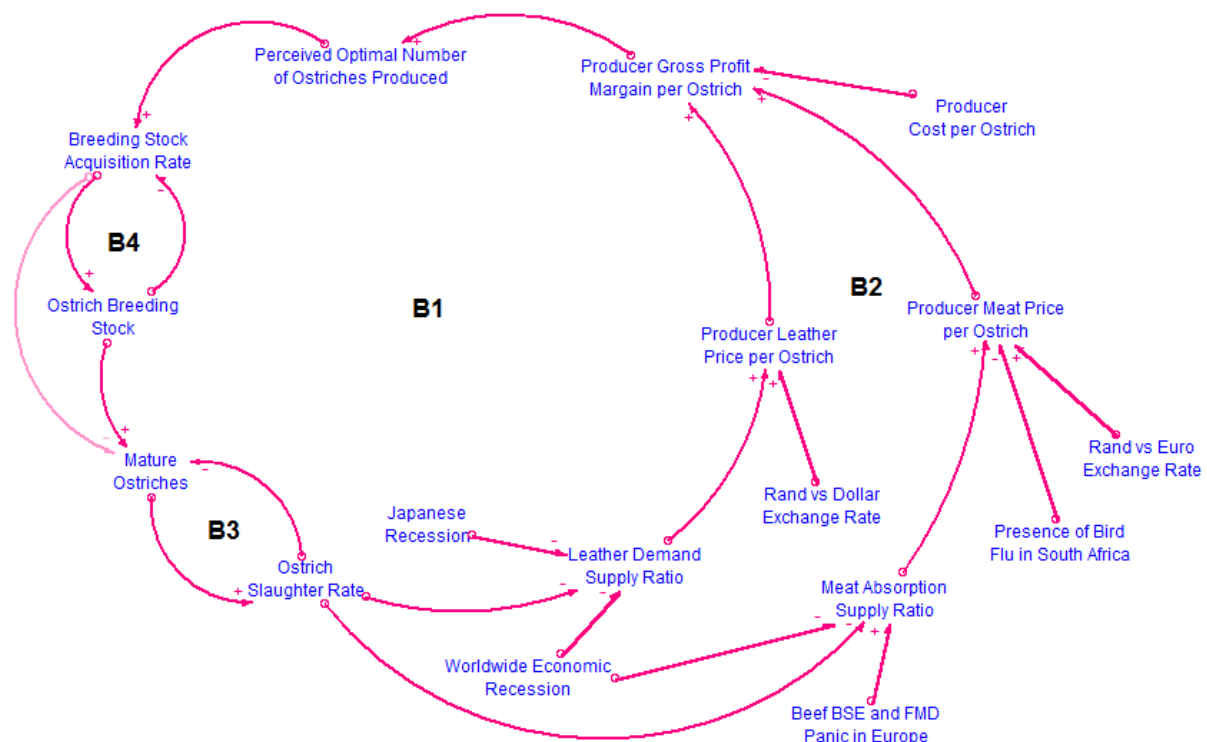 Perceived Optimal Number
of Ostriches Produced
+
Producer Gross Profit
Margin per Ostrich
-
+
+
Producer
Cost per Ostrich
+
Breeding Stock
Acquisition Rate
-
B4
+
Ostrich Breeding
Stock
B1
B2
Producer Leather
Price per Ostrich
+
+
Producer Meat Price
per Ostrich
+
-
+
+
-
Mature
Ostriches
-
Rand vs Euro
Exchange Rate
Rand vs Dollar
Exchange Rate
B3
Japanese
Recession
-
Presence of Bird
Flu in South Africa
Leather Demand
Supply Ratio
-
-
Ostrich
Slaughter Rate
+
Meat Absorption
Supply Ratio
-
-
+
Worldwide Economic
Recession
Beef BSE and FMD
Panic in Europe